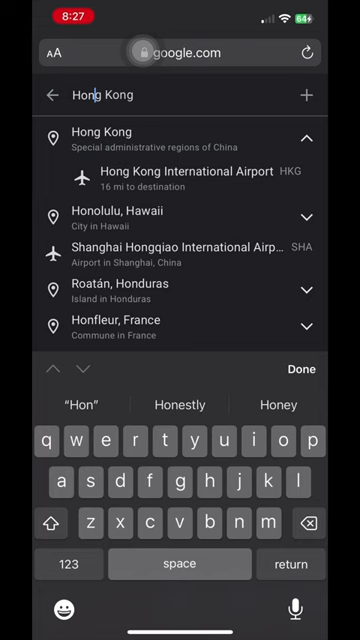 8:27
64
AA
google.com
Hong Kong
Hong Kong
Special administrative regions of China
Hong Kong International Airport HKG
16 mi to destination
Honolulu, Hawaii
City in Hawaii
Shanghai Hongqiao International Airp... SHA
Airport in Shanghai, China
Roatán, Honduras
Island in Honduras
Honfleur, France
Commune in France
Done
“Hon” Honestly Honey
q w e r t y u i o p
a s d f g h j k l
z x c v b n m
123 space return